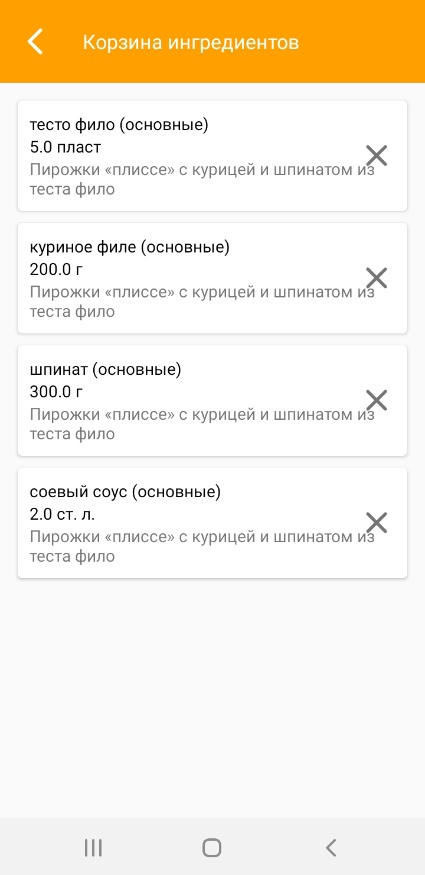 Корзина ингредиентов
тесто фило (основные)
5.0 пласт
Пирожки «плиссе» с курицей и шпинатом из
теста фило
куриное филе (основные)
200.0 г
Пирожки «плиссе» с курицей и шпинатом из
теста фило
шпинат (основные)
300.0 г
Пирожки «плиссе» с курицей и шпинатом из
теста фило
соевый соус (основные)
2.0 ст. л.
Пирожки «плиссе» с курицей и шпинатом из
теста фило